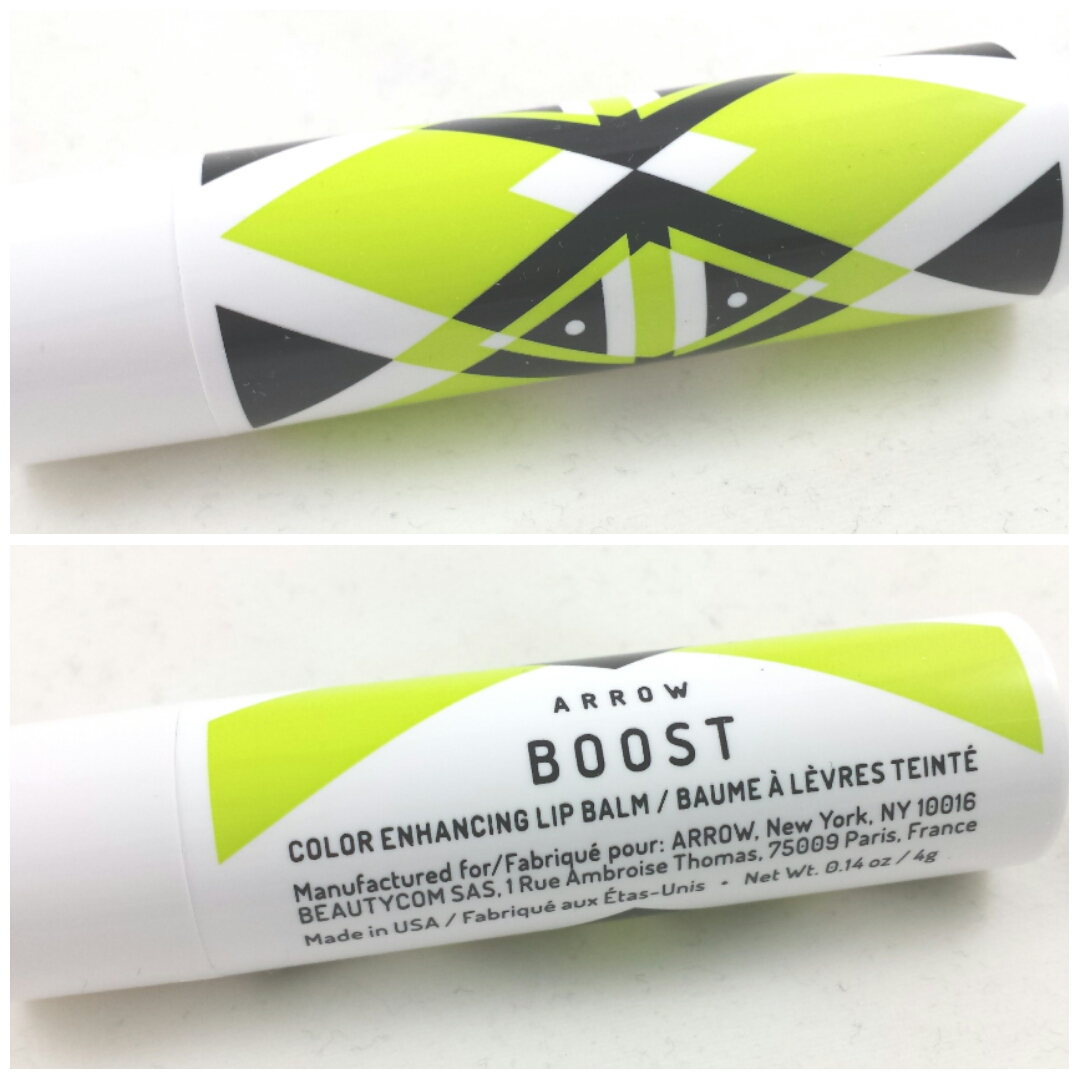 ARROW
BOOST
COLOR ENHANCING LIP BALM / BAUME À LÈVRES TEINTÉ
Manufactured for/Fabriqué pour: ARROW, New York, NY 10016
BEAUTYCOM SAS, 1 Rue Ambroise Thomas, 75009 Paris, France
Made in USA / Fabriqué aux Étas-Unis • Net Wt. 0.14 oz / 4g